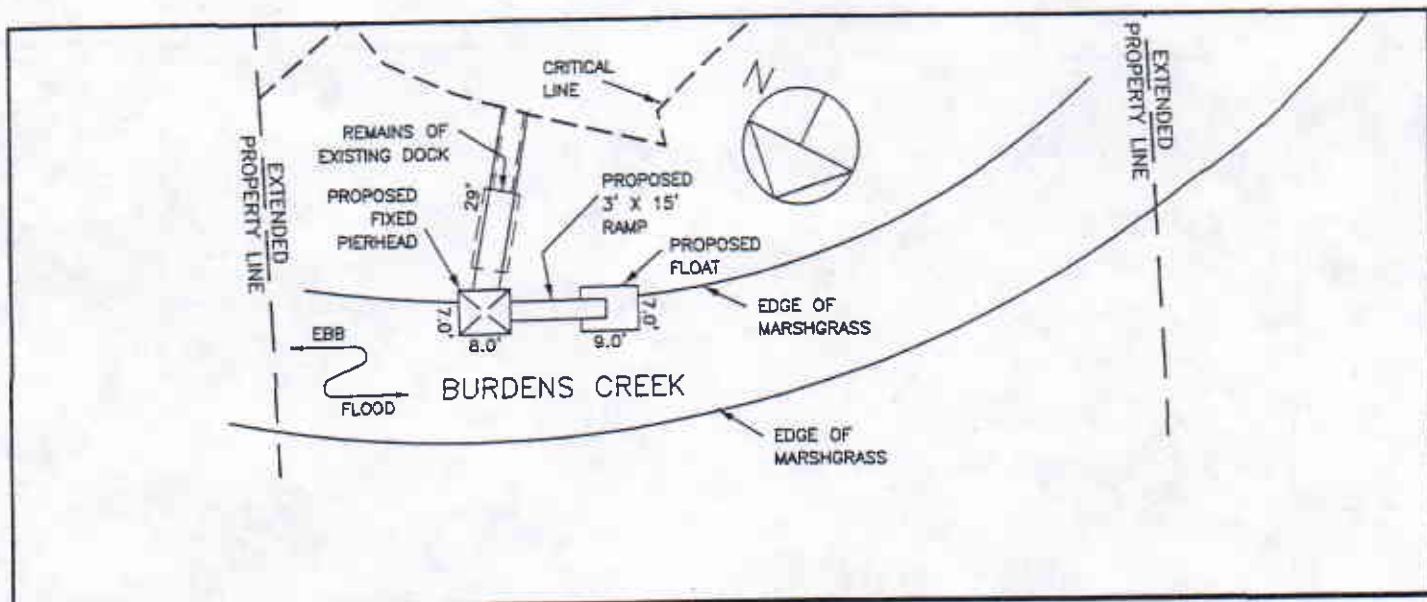 EXTENDED
PROPERTY LINE
CRITICAL
LINE
N
EXTENDED
PROPERTY LINE
REMAINS OF
EXISTING DOCK
PROPOSED
FIXED
PIERHEAD
29'
PROPOSED
3' X 15'
RAMP
PROPOSED
FLOAT
7.0'
8.0'
9.0'
7.0'
EDGE OF
MARSHGRASS
EBB
FLOOD
BURDENS CREEK
EDGE OF
MARSHGRASS